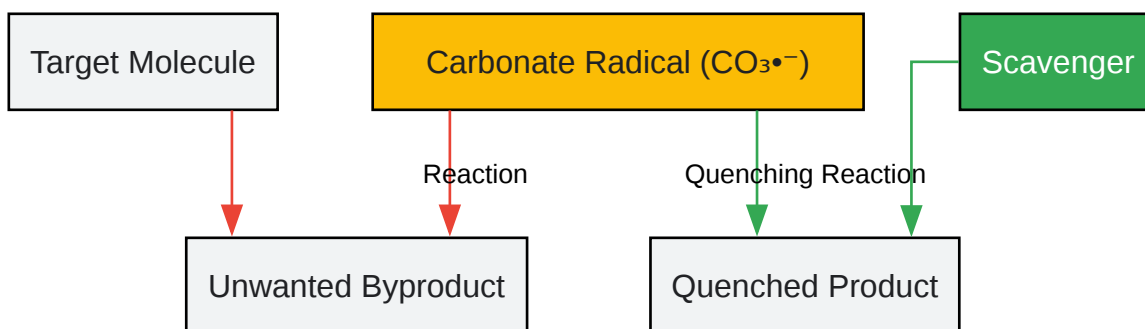 Target Molecule
Carbonate Radical (CO₃•⁻)
Scavenger
Reaction
Quenching Reaction
Unwanted Byproduct
Quenched Product